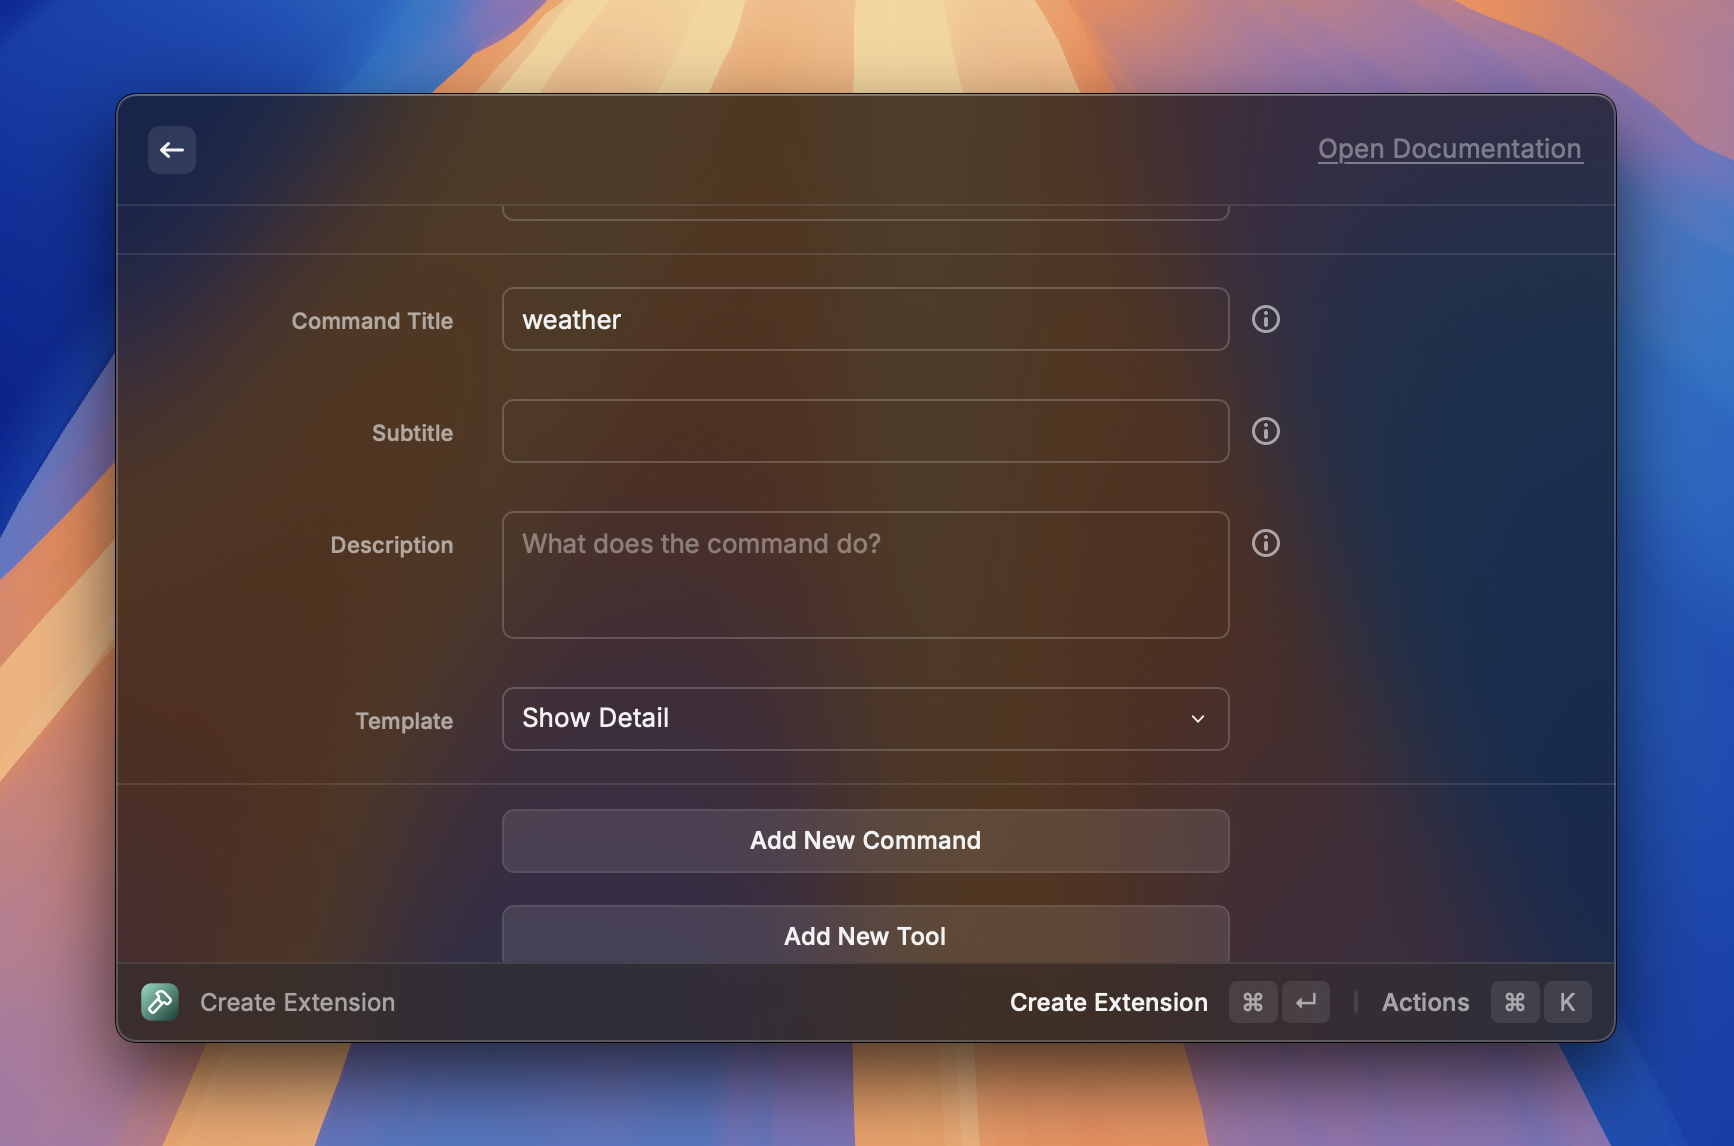 Open Documentation
Command Title
weather
Subtitle
Description
What does the command do?
Template
Show Detail
Add New Command
Add New Tool
Create Extension
Create Extension ⌘ ↵ | Actions ⌘ K